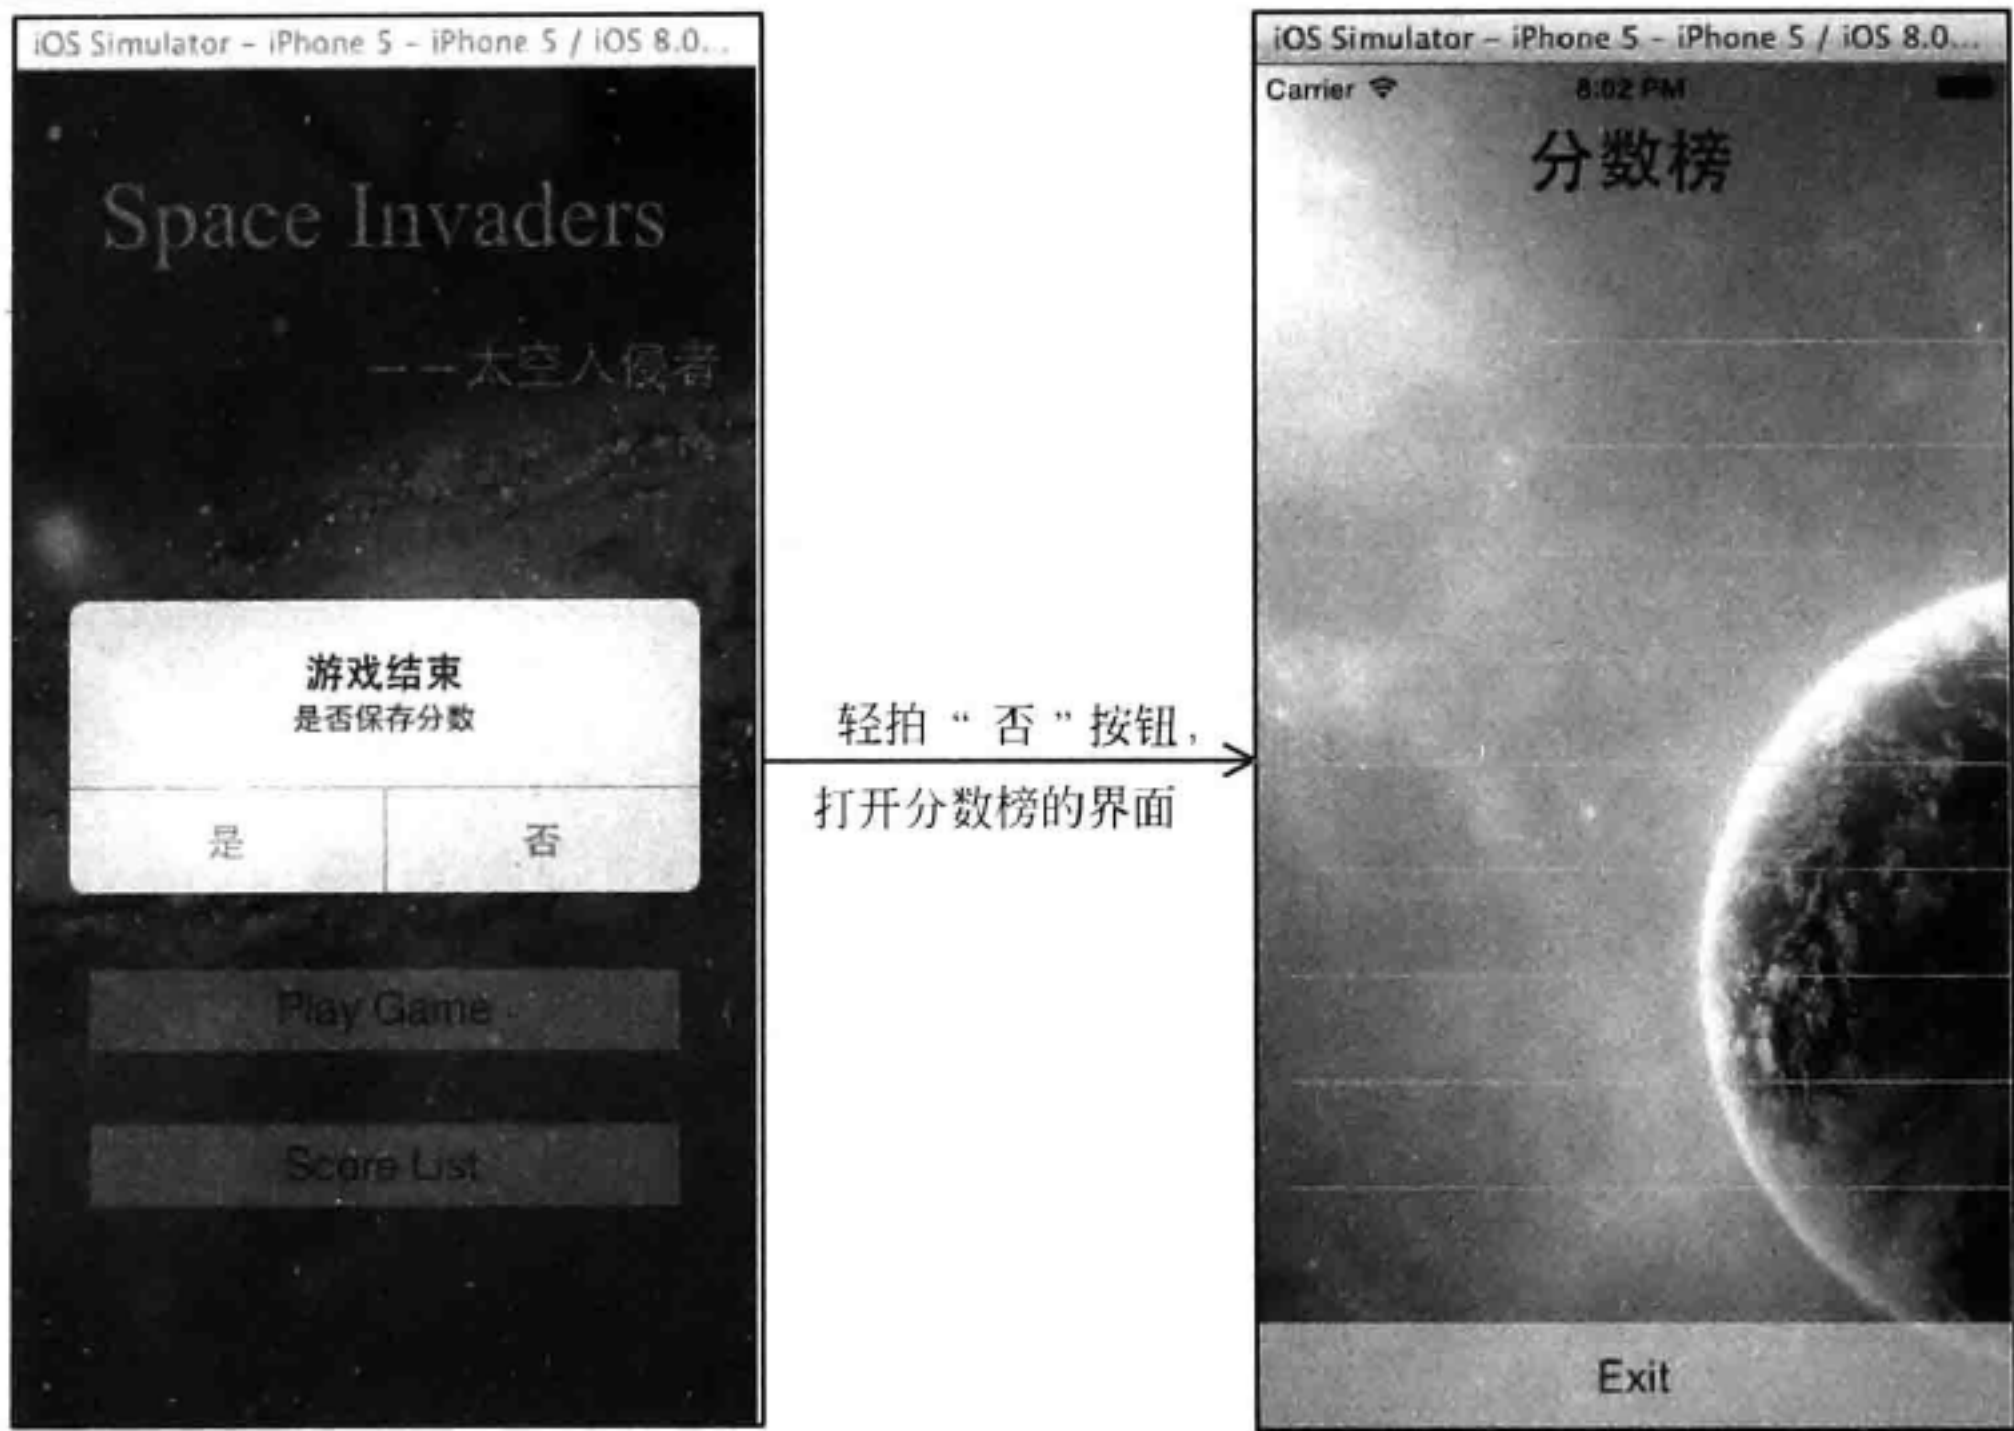 iOS Simulator – iPhone 5 – iPhone 5 / iOS 8.0...
Space Invaders
——太空人侵者
游戏结束
是否保存分数
是
否
Play Game
Score List
轻拍“否”按钮，
打开分数榜的界面
iOS Simulator – iPhone 5 – iPhone 5 / iOS 8.0...
Carrier
8:02 PM
分数榜
Exit